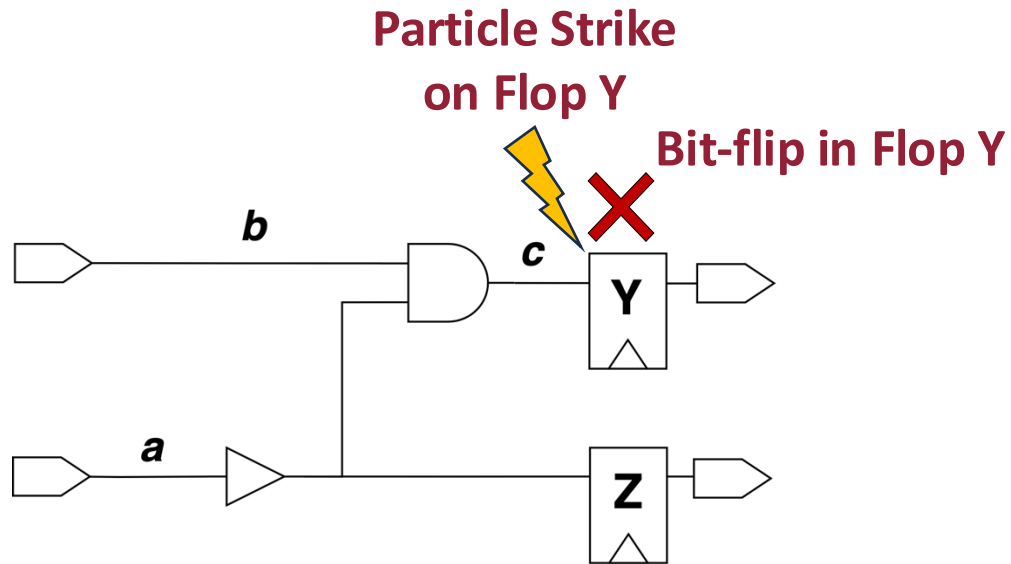 Particle Strike
on Flop Y
Bit-flip in Flop Y
b
c
Y
a
Z